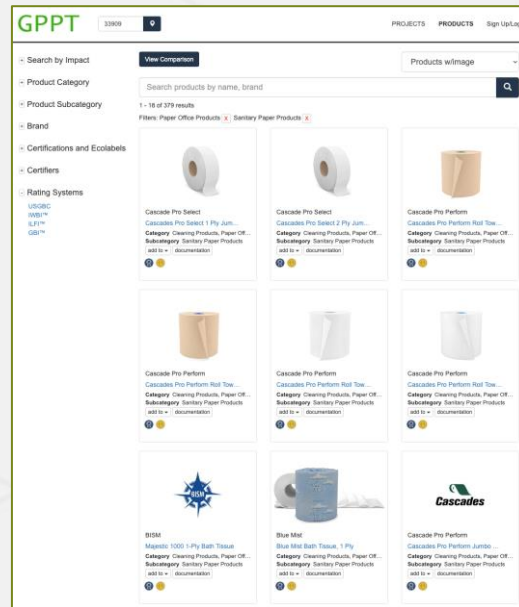 GPPT
33909
PROJECTS PRODUCTS Sign Up/Log
Search by Impact
Product Category
Product Subcategory
Brand
Certifications and Ecolabels
Certifiers
Rating Systems
USGBC
IWBI™
ILFI™
GBI™
View Comparison
Products w/image
Search products by name, brand
1 - 18 of 379 results
Filters: Paper Office Products x Sanitary Paper Products x
Cascade Pro Select
Cascades Pro Select 1 Ply Jum...
Category Cleaning Products, Paper Off...
Subcategory Sanitary Paper Products
add to documentation
Cascade Pro Select
Cascades Pro Select 2 Ply Jum...
Category Cleaning Products, Paper Off...
Subcategory Sanitary Paper Products
add to documentation
Cascade Pro Perform
Cascades Pro Perform Roll Tow...
Category Cleaning Products, Paper Off...
Subcategory Sanitary Paper Products
add to documentation
Cascade Pro Perform
Cascades Pro Perform Roll Tow...
Category Cleaning Products, Paper Off...
Subcategory Sanitary Paper Products
add to documentation
Cascade Pro Perform
Cascades Pro Perform Roll Tow...
Category Cleaning Products, Paper Off...
Subcategory Sanitary Paper Products
add to documentation
Cascade Pro Perform
Cascades Pro Perform Roll Tow...
Category Cleaning Products, Paper Off...
Subcategory Sanitary Paper Products
add to documentation
BISM
BISM
Majestic 1000 1-Ply Bath Tissue
Category Cleaning Products, Paper Off...
Subcategory Sanitary Paper Products
add to documentation
Blue Mist
Blue Mist Bath Tissue, 1 Ply
Category Cleaning Products, Paper Off...
Subcategory Sanitary Paper Products
add to documentation
Cascades
Cascade Pro Perform
Cascades Pro Perform Jumbo ...
Category Cleaning Products, Paper Off...
Subcategory Sanitary Paper Products
add to documentation